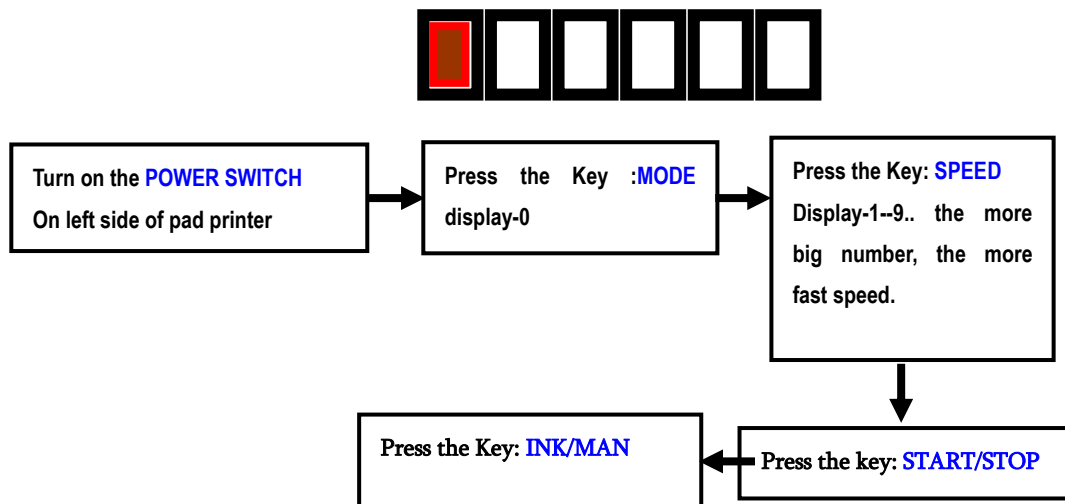 Turn on the POWER SWITCH
On left side of pad printer
Press the Key :MODE
display-0
Press the Key: SPEED
Display-1--9.. the more
big number, the more
fast speed.
Press the Key: INK/MAN
Press the key: START/STOP